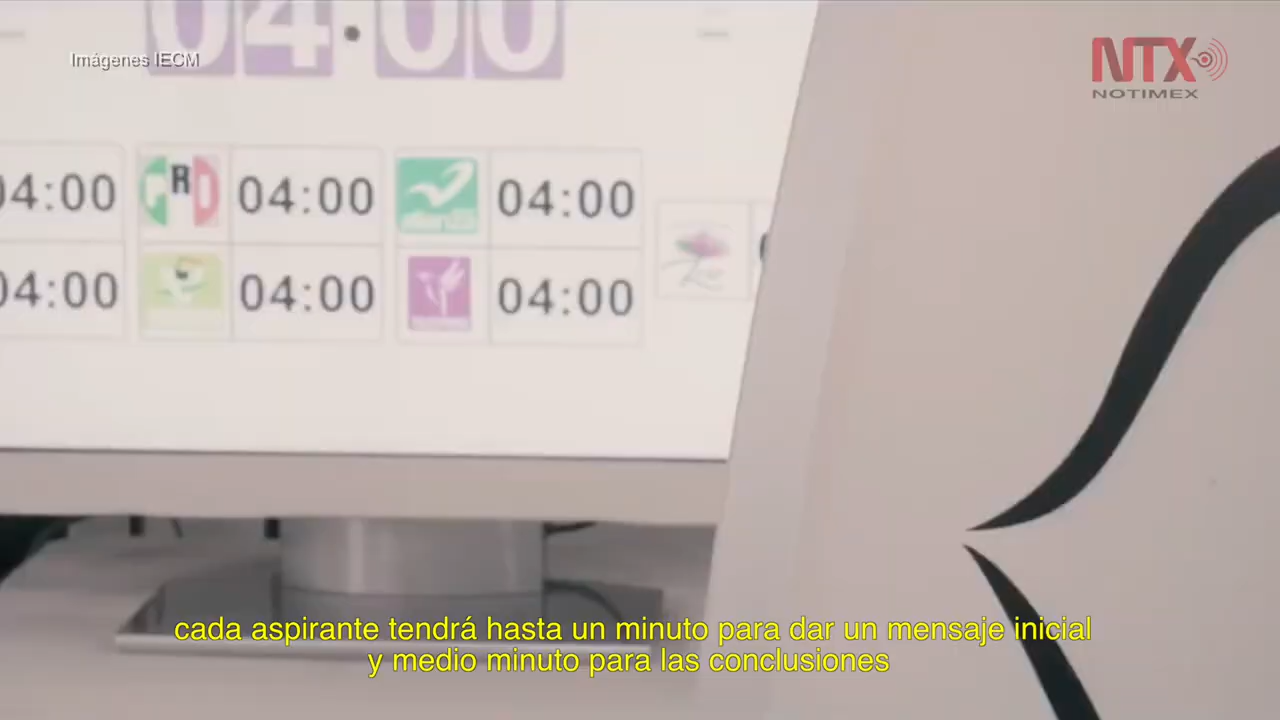 04:00
Imágenes IECM
NTX
NOTIMEX
04:00 PRI 04:00 04:00
04:00 04:00 04:00
cada aspirante tendrá hasta un minuto para dar un mensaje inicial
y medio minuto para las conclusiones